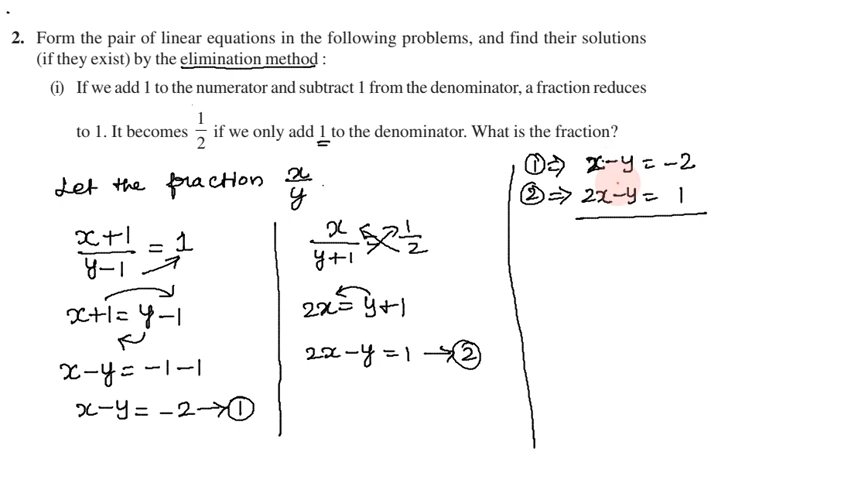 2. Form the pair of linear equations in the following problems, and find their solutions
(if they exist) by the elimination method :
(i) If we add 1 to the numerator and subtract 1 from the denominator, a fraction reduces
to 1. It becomes 1/2 if we only add 1 to the denominator. What is the fraction?
Let the fraction x/y.
(x+1)/(y-1) = 1
x+1 = y-1
x-y = -1-1
x-y = -2 → ①
x/(y+1) = 1/2
2x = y+1
2x-y = 1 → ②
① ⇒ x-y = -2
② ⇒ 2x-y = 1